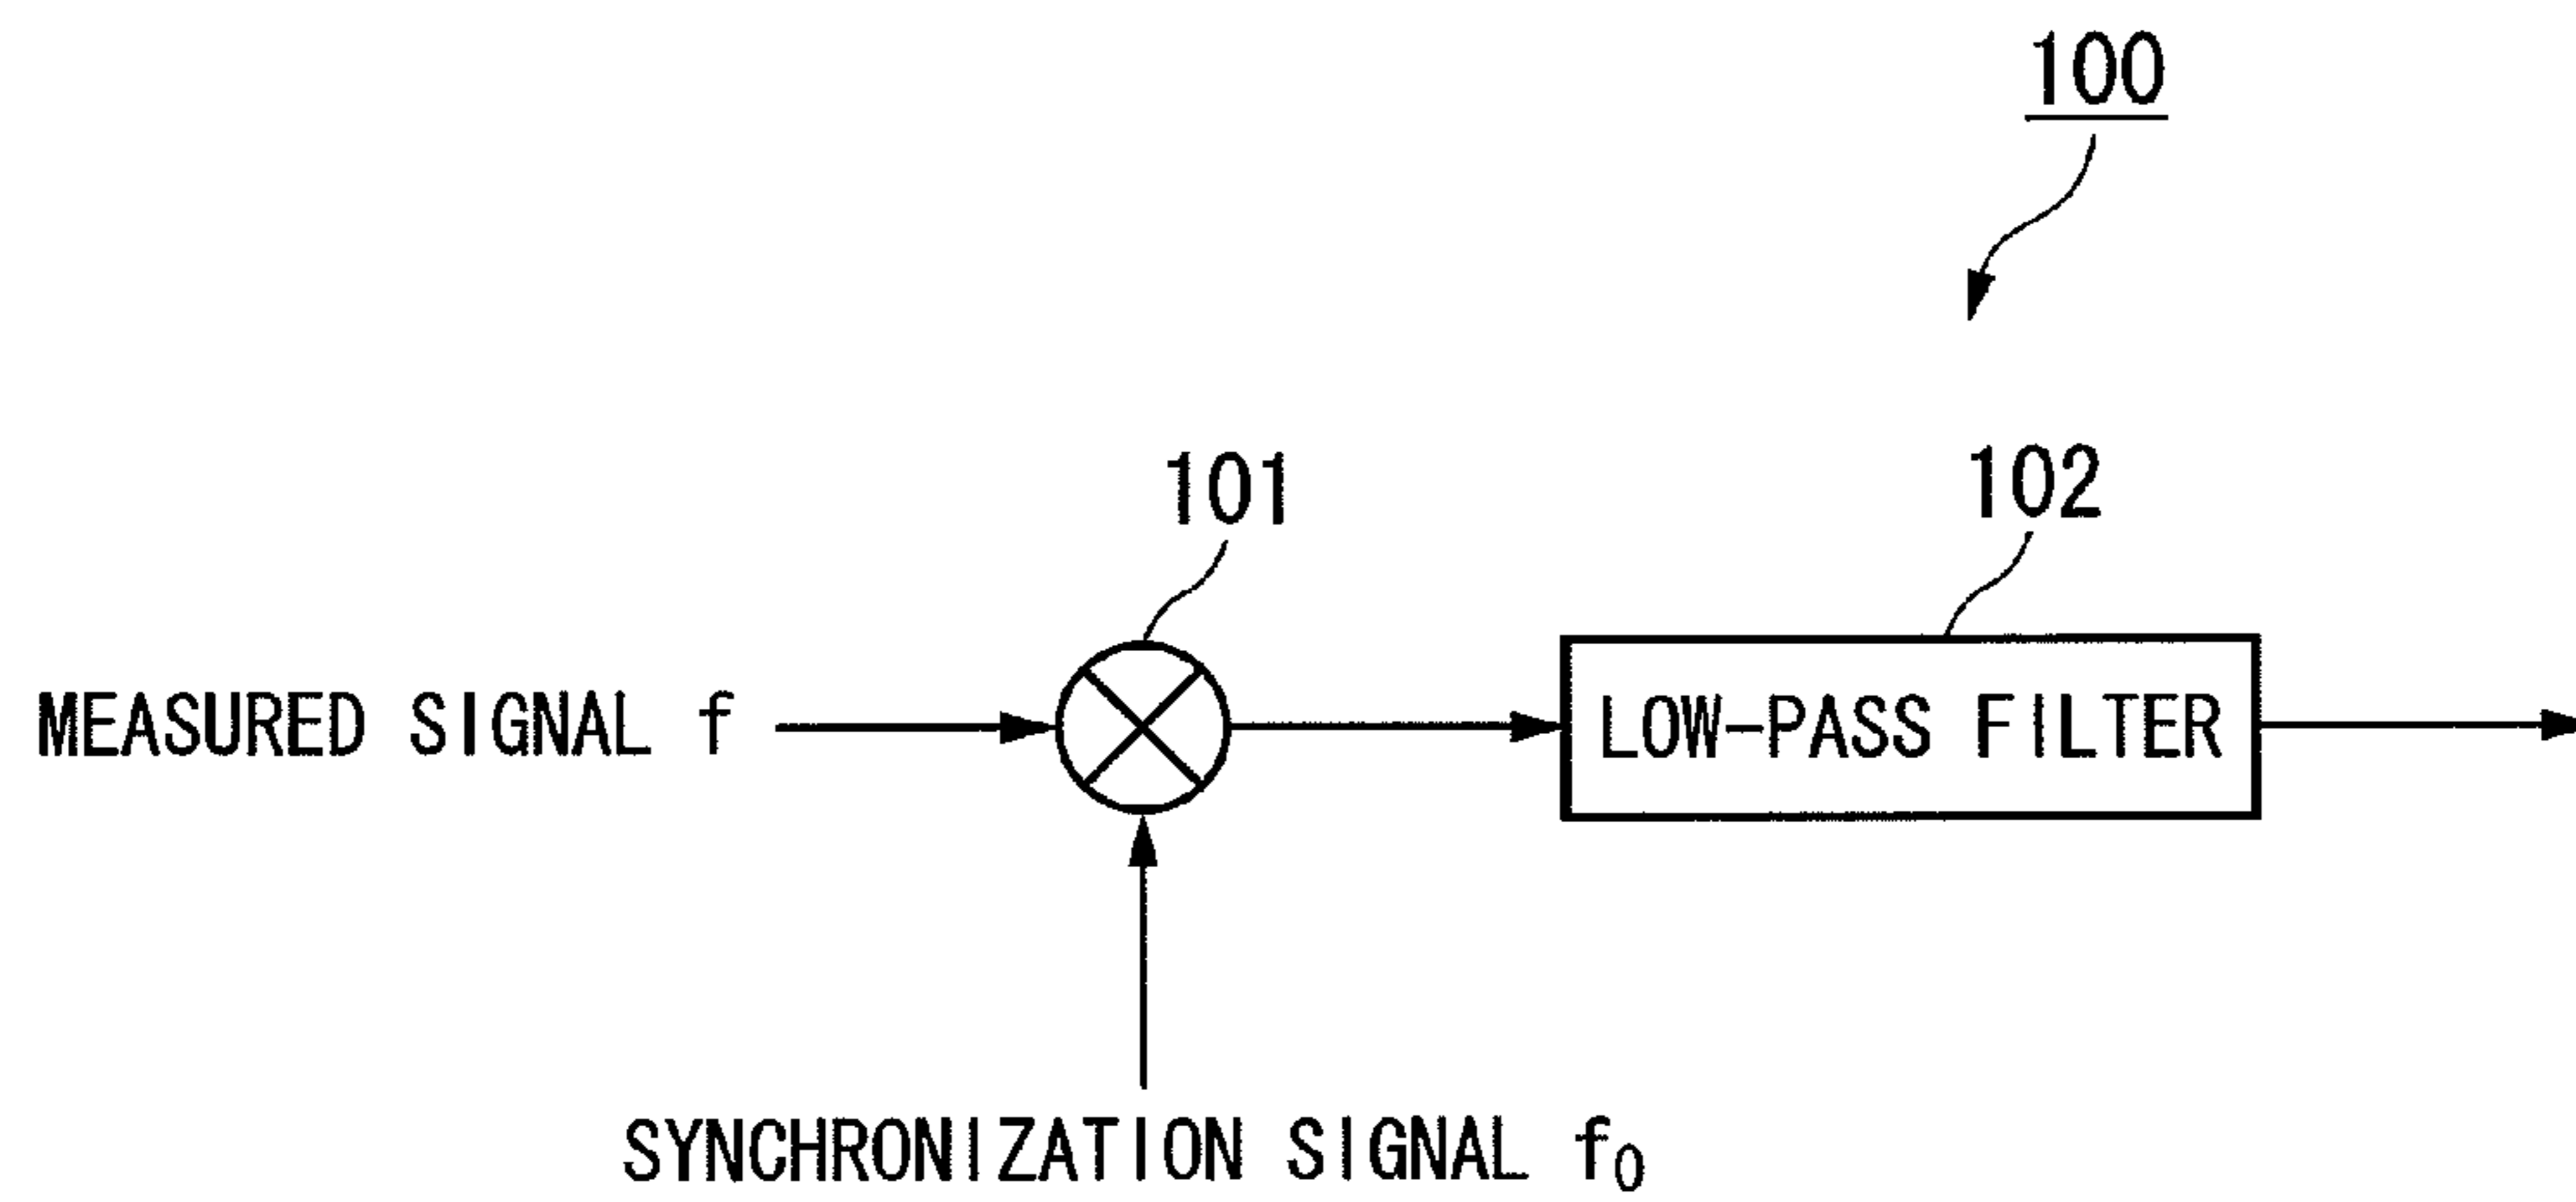 100
101
102
MEASURED SIGNAL f
LOW-PASS FILTER
SYNCHRONIZATION SIGNAL f₀